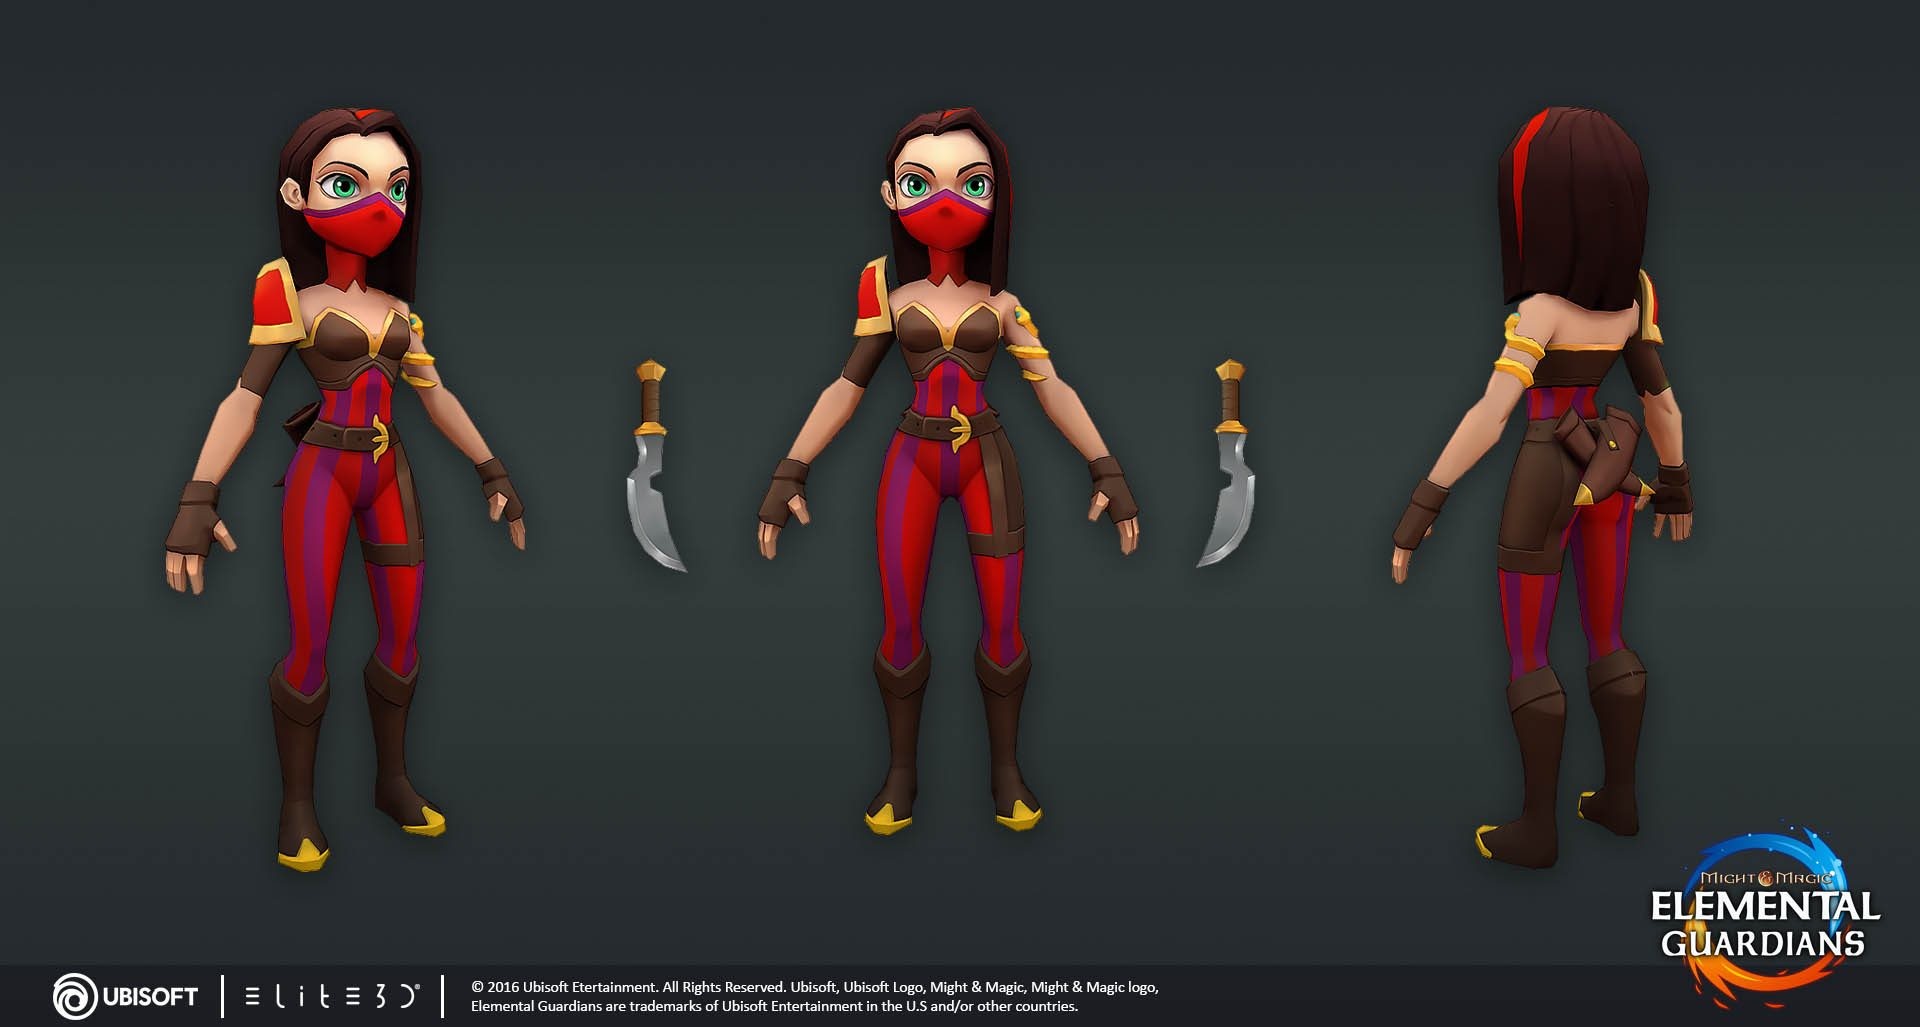 MIGHT & MAGIC
ELEMENTAL
GUARDIANS
UBISOFT
elite3D®
© 2016 Ubisoft Etertainment. All Rights Reserved. Ubisoft, Ubisoft Logo, Might & Magic, Might & Magic logo,
Elemental Guardians are trademarks of Ubisoft Entertainment in the U.S and/or other countries.